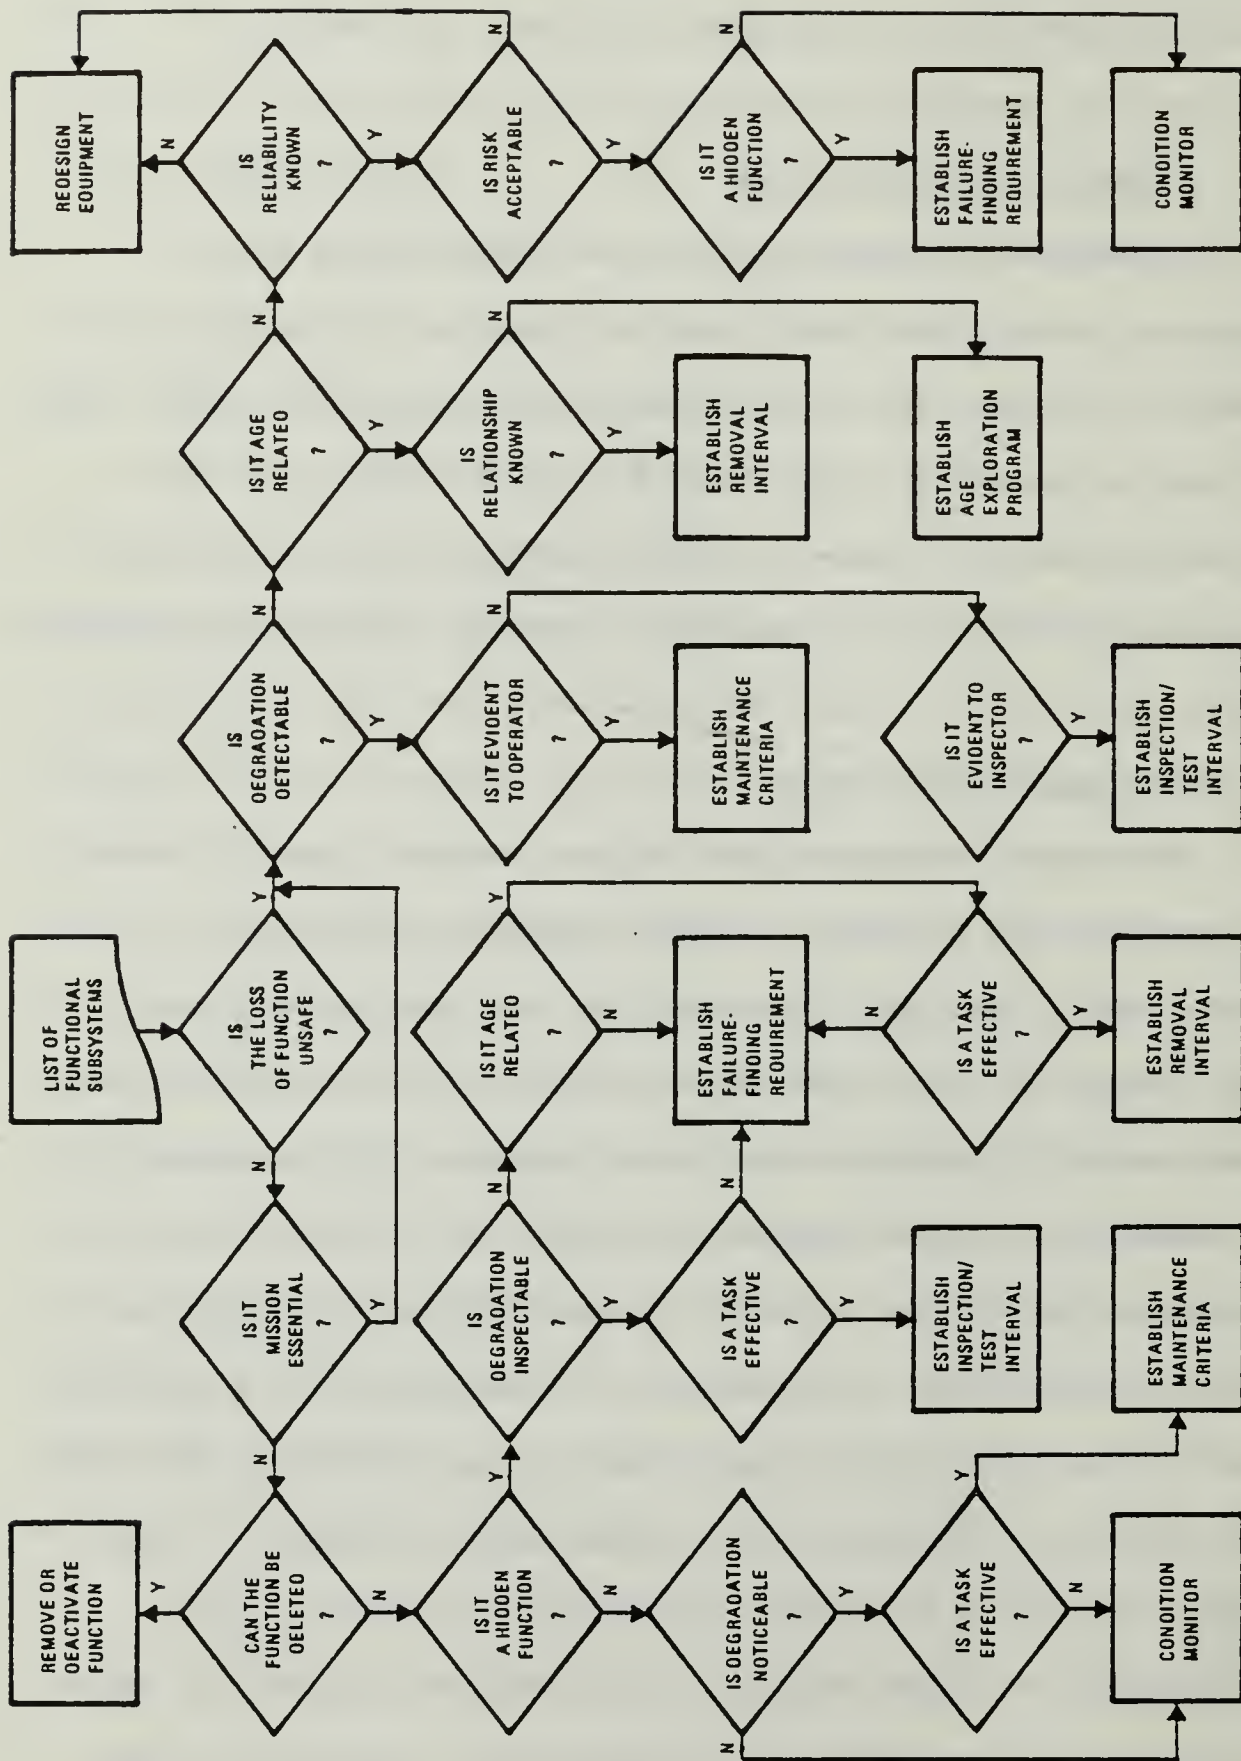 REMOVE OR
DEACTIVATE
FUNCTION
LIST OF
FUNCTIONAL
SUBSYSTEMS
REDESIGN
EQUIPMENT
Y
N
CAN THE
FUNCTION BE
DELETED
?
N
IS IT
MISSION
ESSENTIAL
?
N
IS
THE LOSS
OF FUNCTION
UNSAFE
?
Y
IS
DEGRADATION
DETECTABLE
?
N
IS IT AGE
RELATED
?
N
IS
RELIABILITY
KNOWN
?
N
Y
Y
Y
Y
IS IT
A HIDDEN
FUNCTION
?
Y
IS
DEGRADATION
INSPECTABLE
?
N
IS IT AGE
RELATED
?
Y
IS IT EVIDENT
TO OPERATOR
?
N
IS
RELATIONSHIP
KNOWN
?
N
IS RISK
ACCEPTABLE
?
N
N
Y
N
Y
Y
Y
IS DEGRADATION
NOTICEABLE
?
N
IS A TASK
EFFECTIVE
?
N
ESTABLISH
FAILURE-
FINDING
REQUIREMENT
ESTABLISH
MAINTENANCE
CRITERIA
ESTABLISH
REMOVAL
INTERVAL
IS IT
A HIDDEN
FUNCTION
?
N
Y
Y
N
Y
IS A TASK
EFFECTIVE
?
Y
ESTABLISH
INSPECTION/
TEST
INTERVAL
IS A TASK
EFFECTIVE
?
IS IT
EVIDENT TO
INSPECTOR
?
ESTABLISH
AGE
EXPLORATION
PROGRAM
ESTABLISH
FAILURE-
FINDING
REQUIREMENT
N
Y
Y
CONDITION
MONITOR
ESTABLISH
MAINTENANCE
CRITERIA
ESTABLISH
REMOVAL
INTERVAL
ESTABLISH
INSPECTION/
TEST
INTERVAL
CONDITION
MONITOR